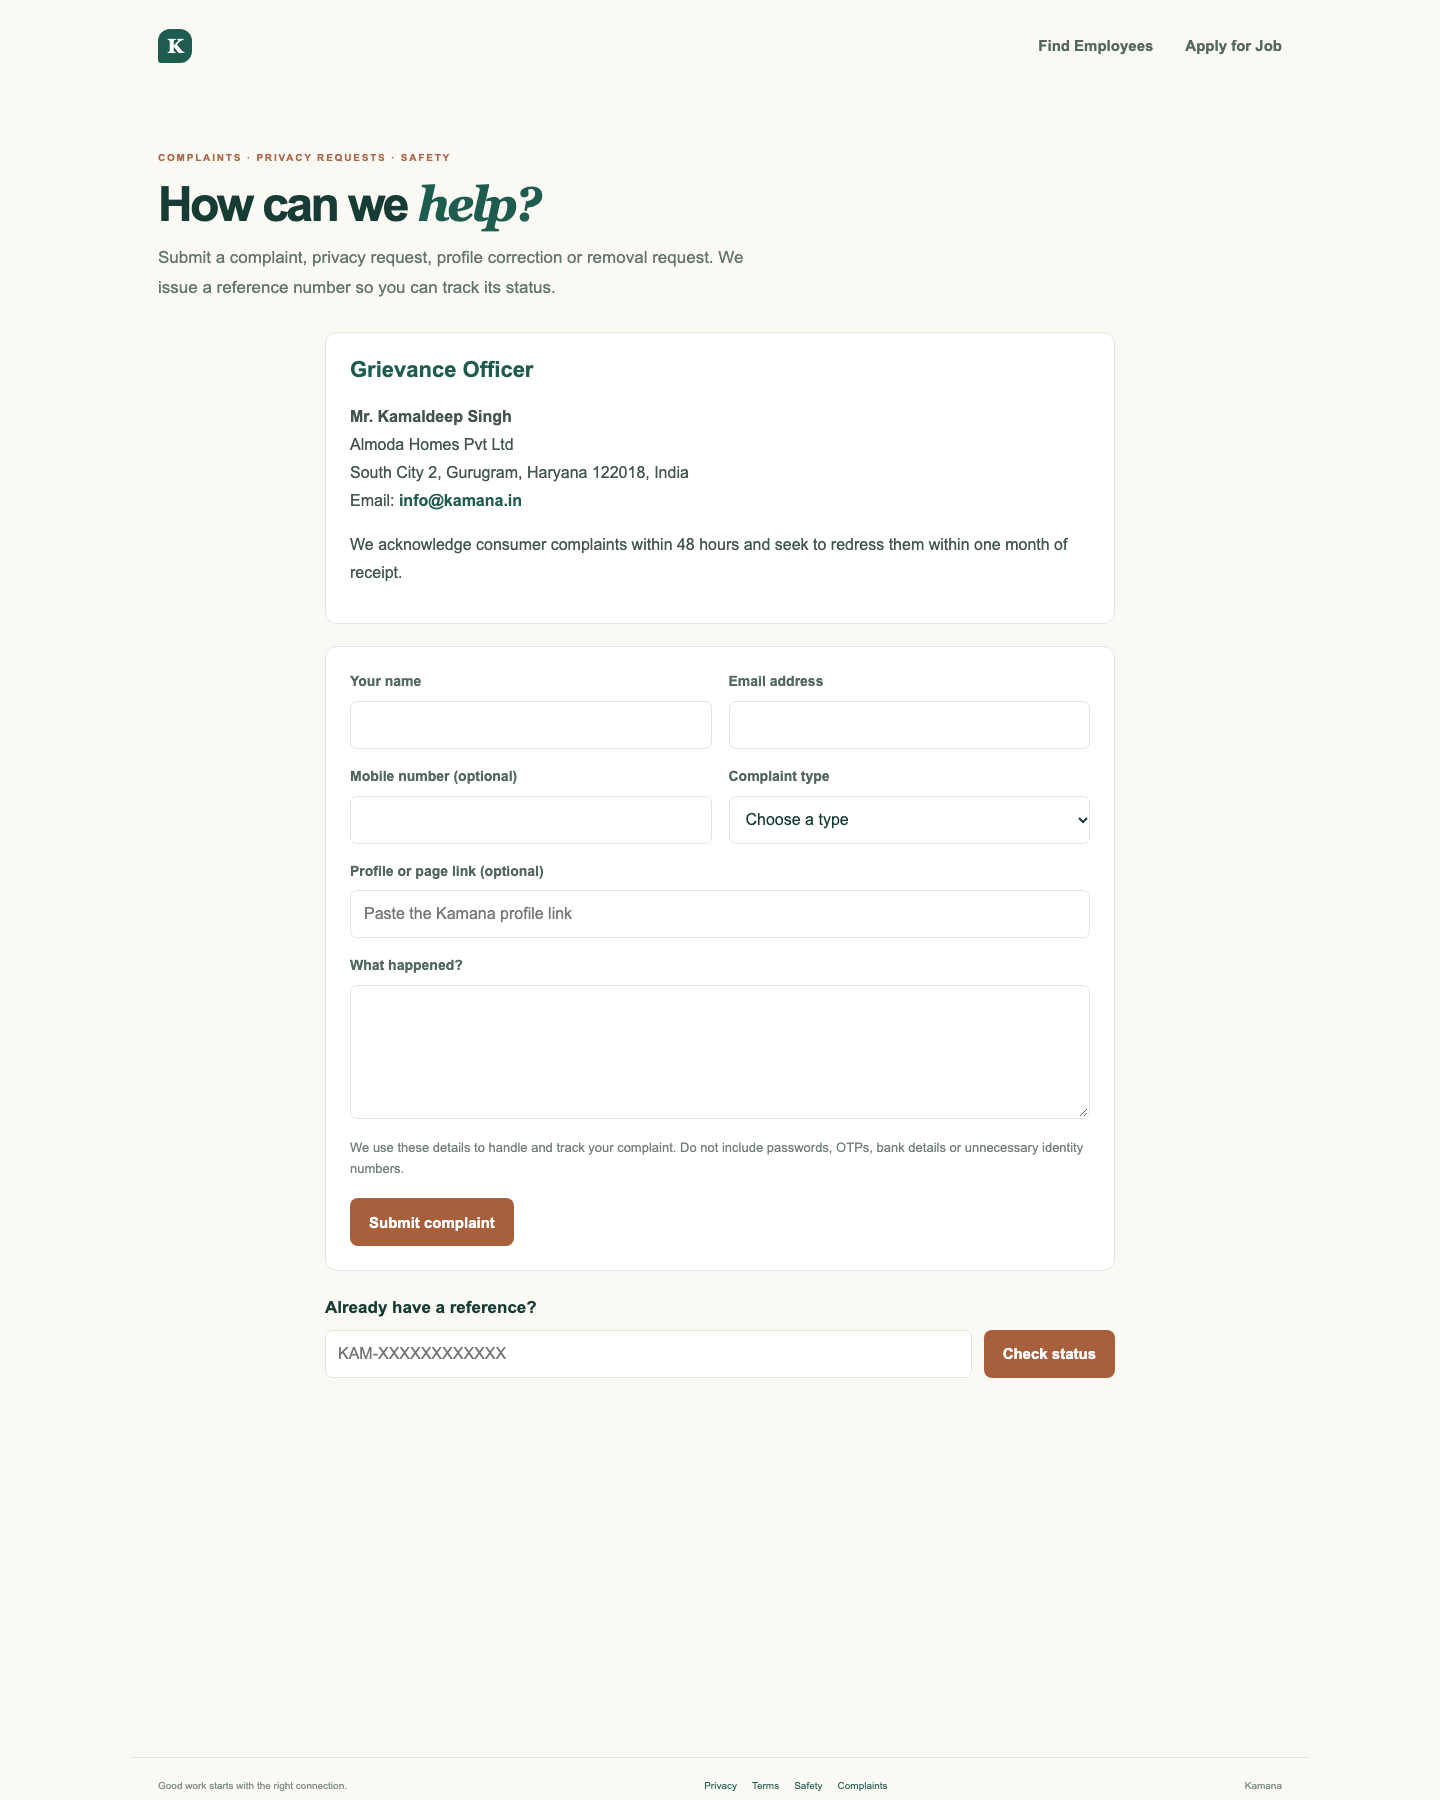 K
Find Employees
Apply for Job
COMPLAINTS · PRIVACY REQUESTS · SAFETY
How can we help?
Submit a complaint, privacy request, profile correction or removal request. We
issue a reference number so you can track its status.
Grievance Officer
Mr. Kamaldeep Singh
Almoda Homes Pvt Ltd
South City 2, Gurugram, Haryana 122018, India
Email: info@kamana.in
We acknowledge consumer complaints within 48 hours and seek to redress them within one month of
receipt.
Your name
Email address
Mobile number (optional)
Complaint type
Choose a type
Profile or page link (optional)
Paste the Kamana profile link
What happened?
We use these details to handle and track your complaint. Do not include passwords, OTPs, bank details or unnecessary identity
numbers.
Submit complaint
Already have a reference?
KAM-XXXXXXXXXXXX
Check status
Good work starts with the right connection.
Privacy
Terms
Safety
Complaints
Kamana